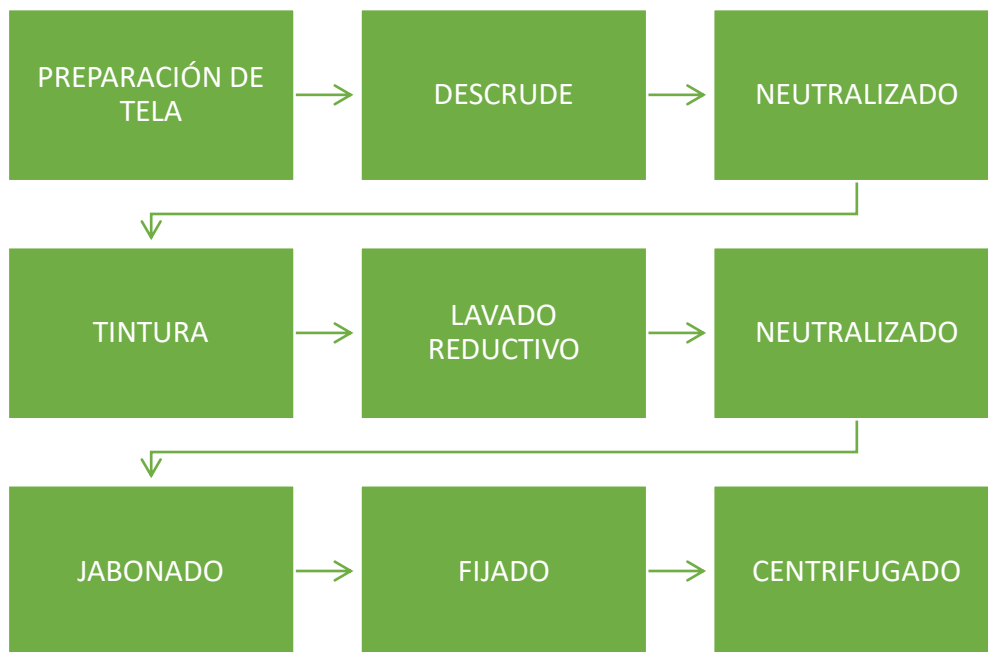 PREPARACIÓN DE
TELA
DESCRUDE
NEUTRALIZADO
TINTURA
LAVADO
REDUCTIVO
NEUTRALIZADO
JABONADO
FIJADO
CENTRIFUGADO